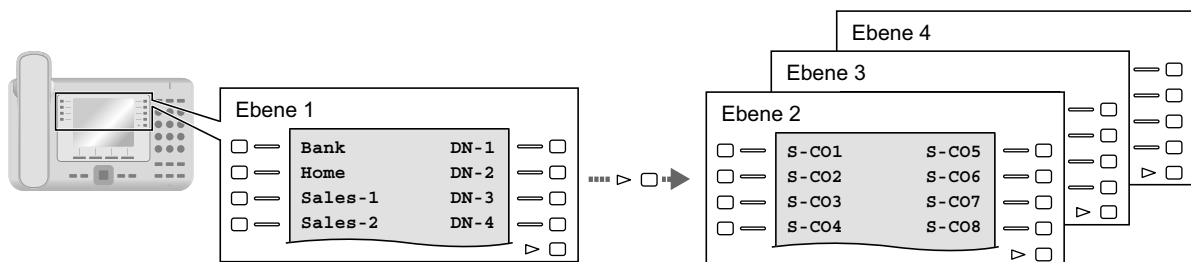 Ebene 1
Bank DN-1
Home DN-2
Sales-1 DN-3
Sales-2 DN-4
Ebene 2
S-CO1 S-CO5
S-CO2 S-CO6
S-CO3 S-CO7
S-CO4 S-CO8
Ebene 3
Ebene 4